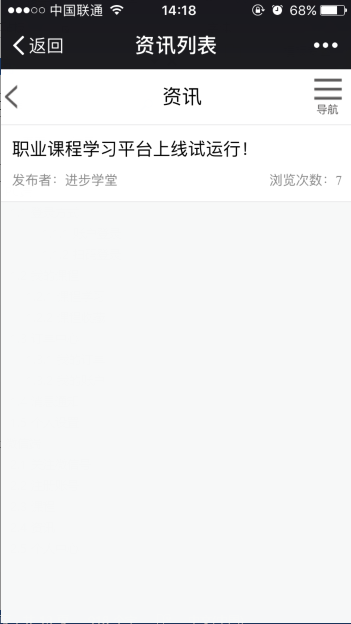 中国联通 14:18 68%
返回 资讯列表
资讯
导航
职业课程学习平台上线试运行！
发布者：进步学堂 浏览次数：7